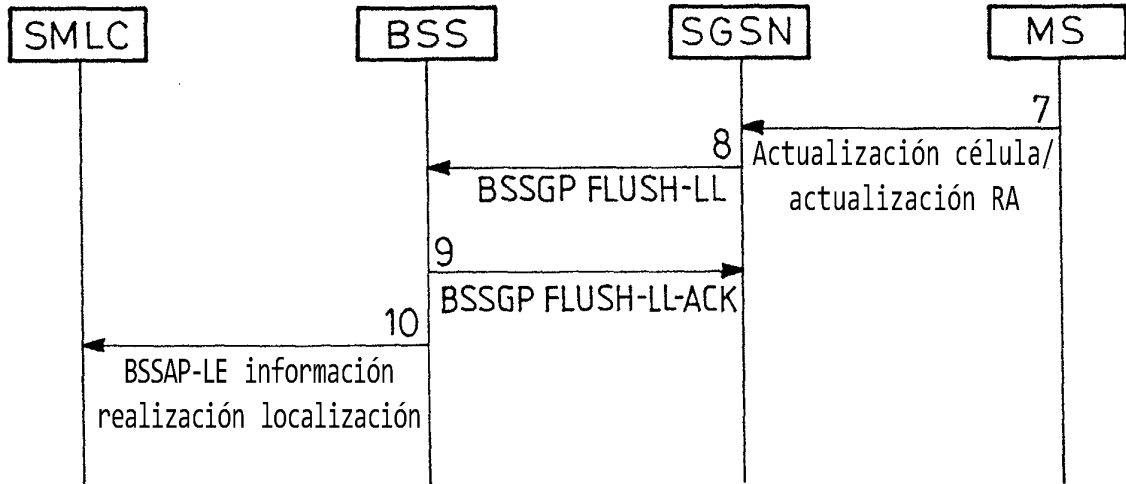 SMLC BSS SGSN MS
7
Actualización célula/
actualización RA
8
BSSGP FLUSH-LL
9
BSSGP FLUSH-LL-ACK
10
BSSAP-LE información
realización localización